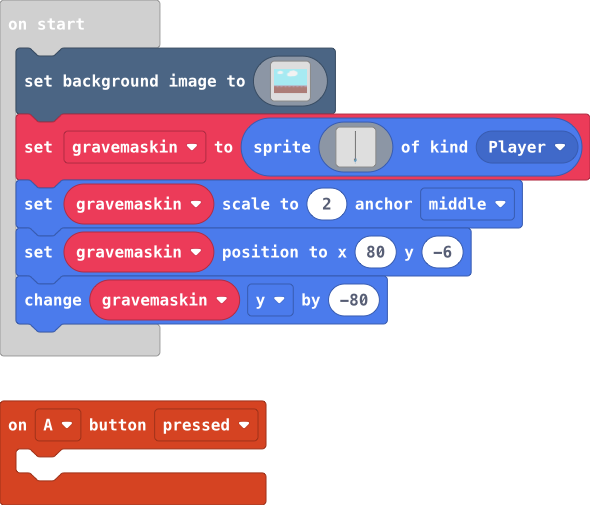 on start
set background image to
set gravemaskin to sprite of kind Player
set gravemaskin scale to 2 anchor middle
set gravemaskin position to x 80 y −6
change gravemaskin y by −80
on A button pressed